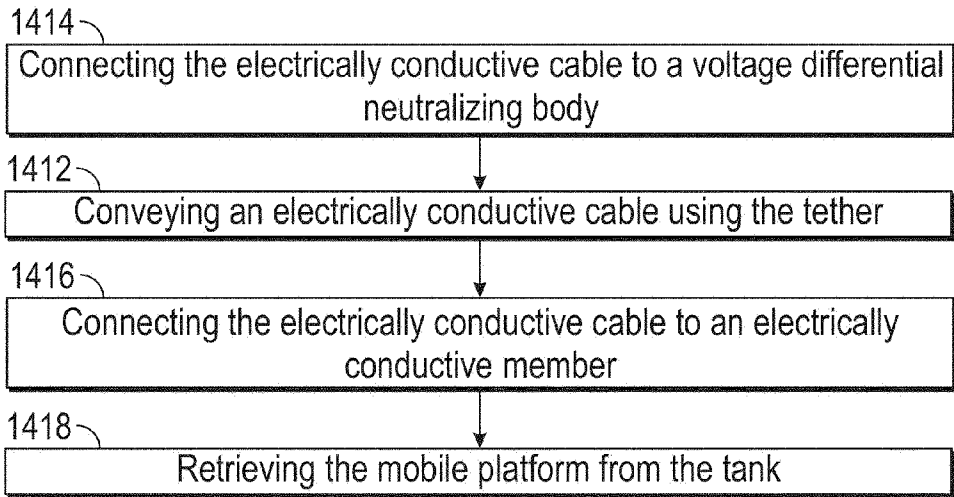 1414
Connecting the electrically conductive cable to a voltage differential
neutralizing body
1412
Conveying an electrically conductive cable using the tether
1416
Connecting the electrically conductive cable to an electrically
conductive member
1418
Retrieving the mobile platform from the tank